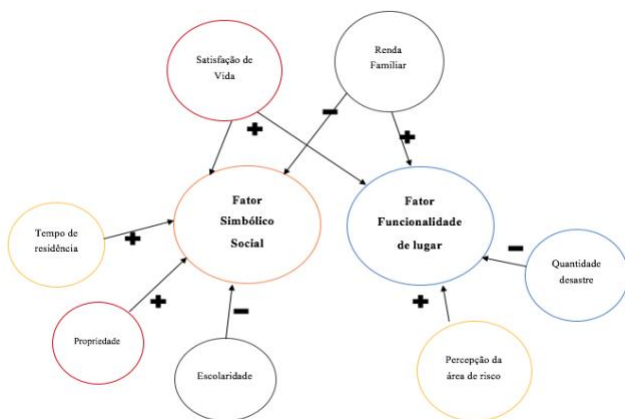 Satisfação de
Vida
Renda
Familiar
Fator
Simbólico
Social
Fator
Funcionalidade
de lugar
Tempo de
residência
Quantidade
desastre
Propriedade
Escolaridade
Percepção da
área de risco